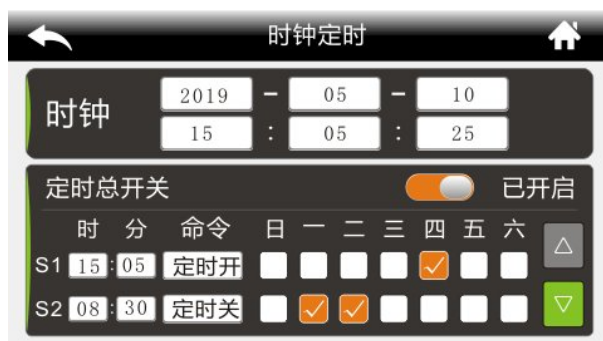 时钟定时
时钟 2019 - 05 - 10
15 : 05 : 25
定时总开关 已开启
时 分 命令 日 一 二 三 四 五 六
S1 15 : 05 定时开
S2 08 : 30 定时关